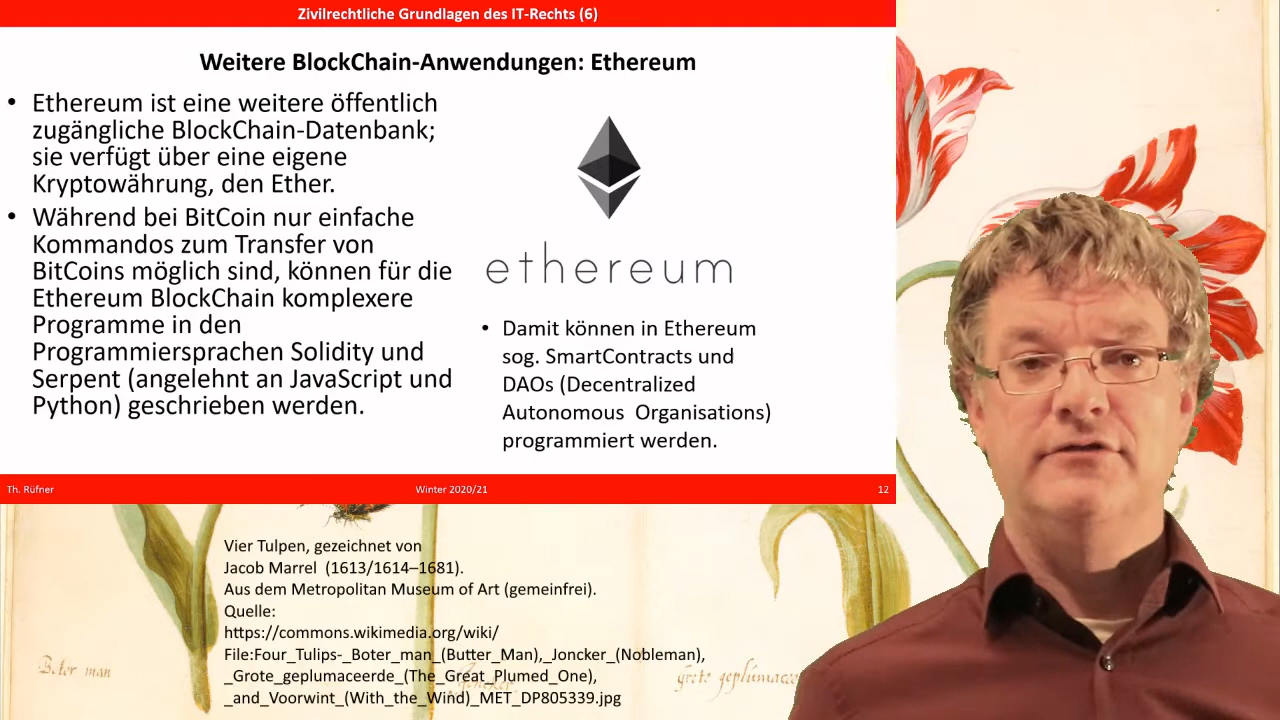 Zivilrechtliche Grundlagen des IT-Rechts (6)
Weitere BlockChain-Anwendungen: Ethereum
• Ethereum ist eine weitere öffentlich
zugängliche BlockChain-Datenbank;
sie verfügt über eine eigene
Kryptowährung, den Ether.
• Während bei BitCoin nur einfache
Kommandos zum Transfer von
BitCoins möglich sind, können für die
Ethereum BlockChain komplexere
Programme in den
Programmiersprachen Solidity und
Serpent (angelehnt an JavaScript und
Python) geschrieben werden.
ethereum
• Damit können in Ethereum
sog. SmartContracts und
DAOs (Decentralized
Autonomous Organisations)
programmiert werden.
Th. Rüfner
Winter 2020/21
12
Vier Tulpen, gezeichnet von
Jacob Marrel (1613/1614–1681).
Aus dem Metropolitan Museum of Art (gemeinfrei).
Quelle:
https://commons.wikimedia.org/wiki/
File:Four_Tulips-_Boter_man_(Butter_Man),_Joncker_(Nobleman),
_Grote_geplumaceerde_(The_Great_Plumed_One),
_and_Voorwint_(With_the_Wind)_MET_DP805339.jpg
Boter man
grote geplumacee